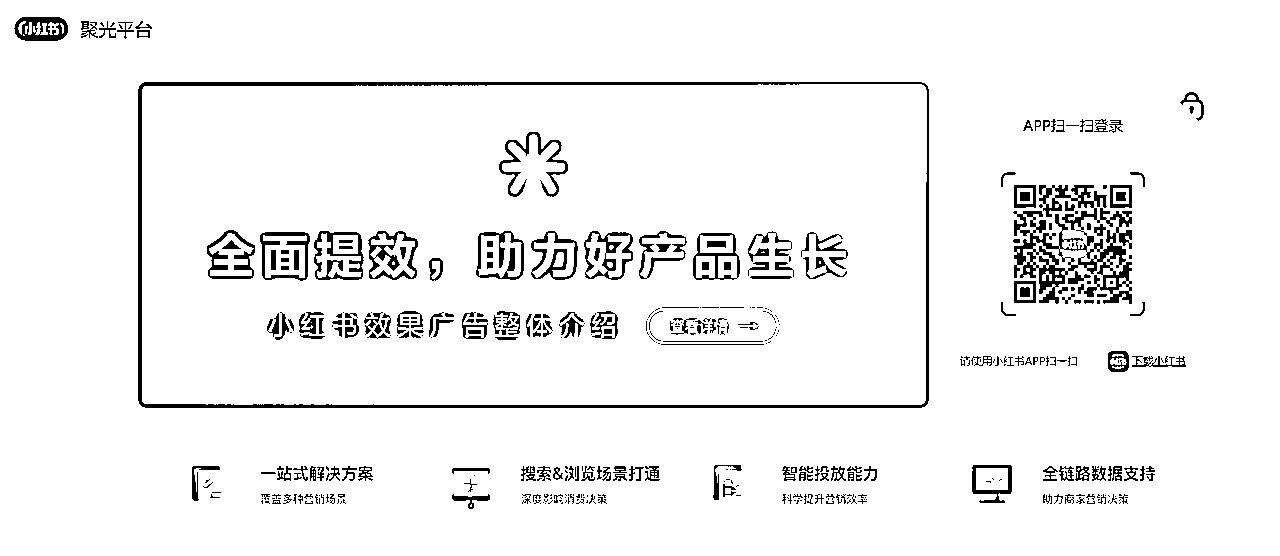 小红书 聚光平台
APP扫一扫登录
全面提效，助力好产品生长
小红书效果广告整体介绍 查看详情
请使用小红书APP扫一扫 下载小红书
一站式解决方案 搜索&浏览场景打通 智能投放能力 全链路数据支持
覆盖多种营销场景 深度影响消费决策 科学提升营销效率 助力商家营销决策